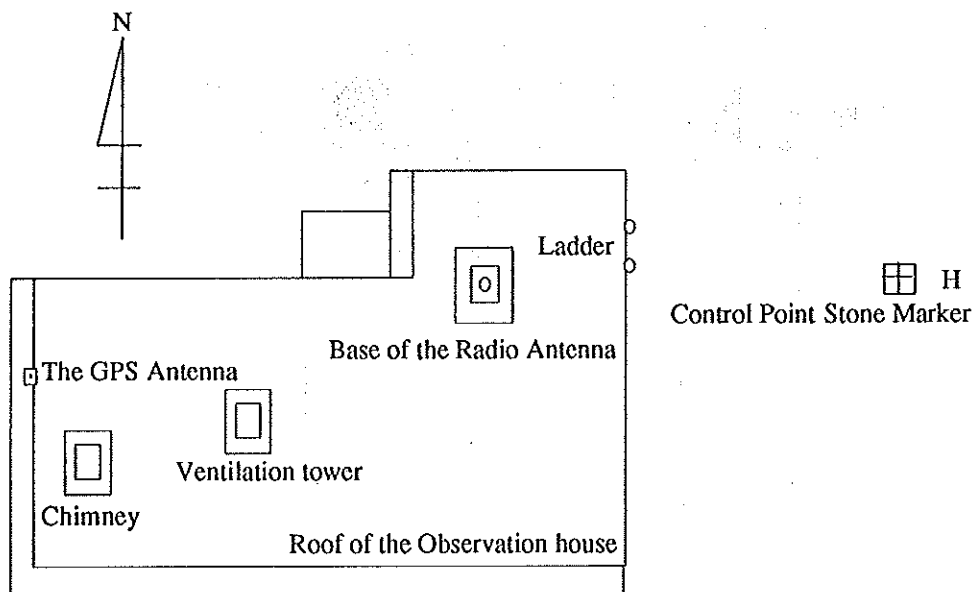 N
Ladder
H
Control Point Stone Marker
Base of the Radio Antenna
The GPS Antenna
Ventilation tower
Chimney
Roof of the Observation house